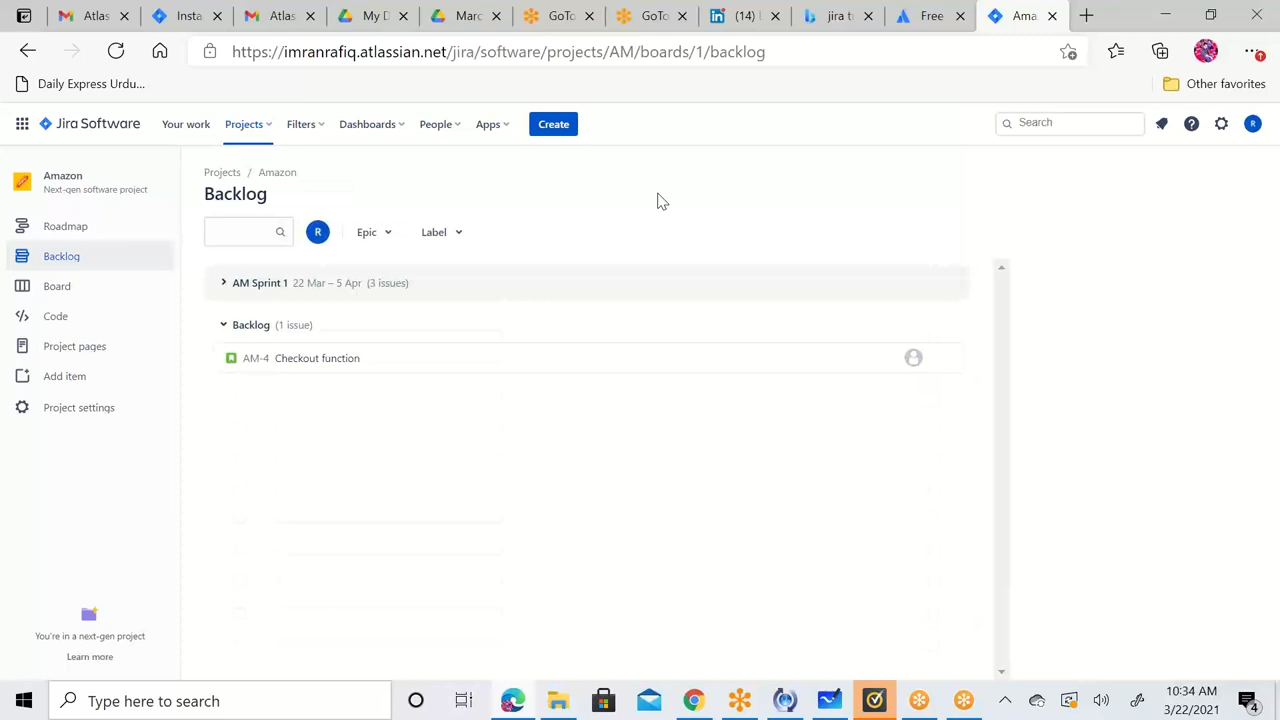 Atlas
Insta
Atlas
My D
Marc
GoTo
GoTo
(14) L
jira t
Free
Ama
https://imranrafiq.atlassian.net/jira/software/projects/AM/boards/1/backlog
Daily Express Urdu...
Other favorites
Jira Software
Your work
Projects
Filters
Dashboards
People
Apps
Create
Search
R
Amazon
Next-gen software project
Roadmap
Backlog
Board
Code
Project pages
Add item
Project settings
You're in a next-gen project
Learn more
Projects / Amazon
Backlog
R
Epic
Label
AM Sprint 1 22 Mar – 5 Apr (3 issues)
Backlog (1 issue)
AM-4 Checkout function
Type here to search
10:34 AM
3/22/2021
4